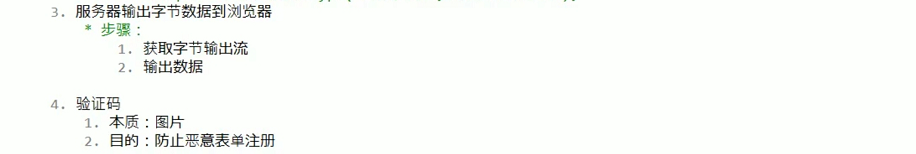 3. 服务器输出字节数据到浏览器
* 步骤：
1. 获取字节输出流
2. 输出数据
4. 验证码
1. 本质：图片
2. 目的：防止恶意表单注册